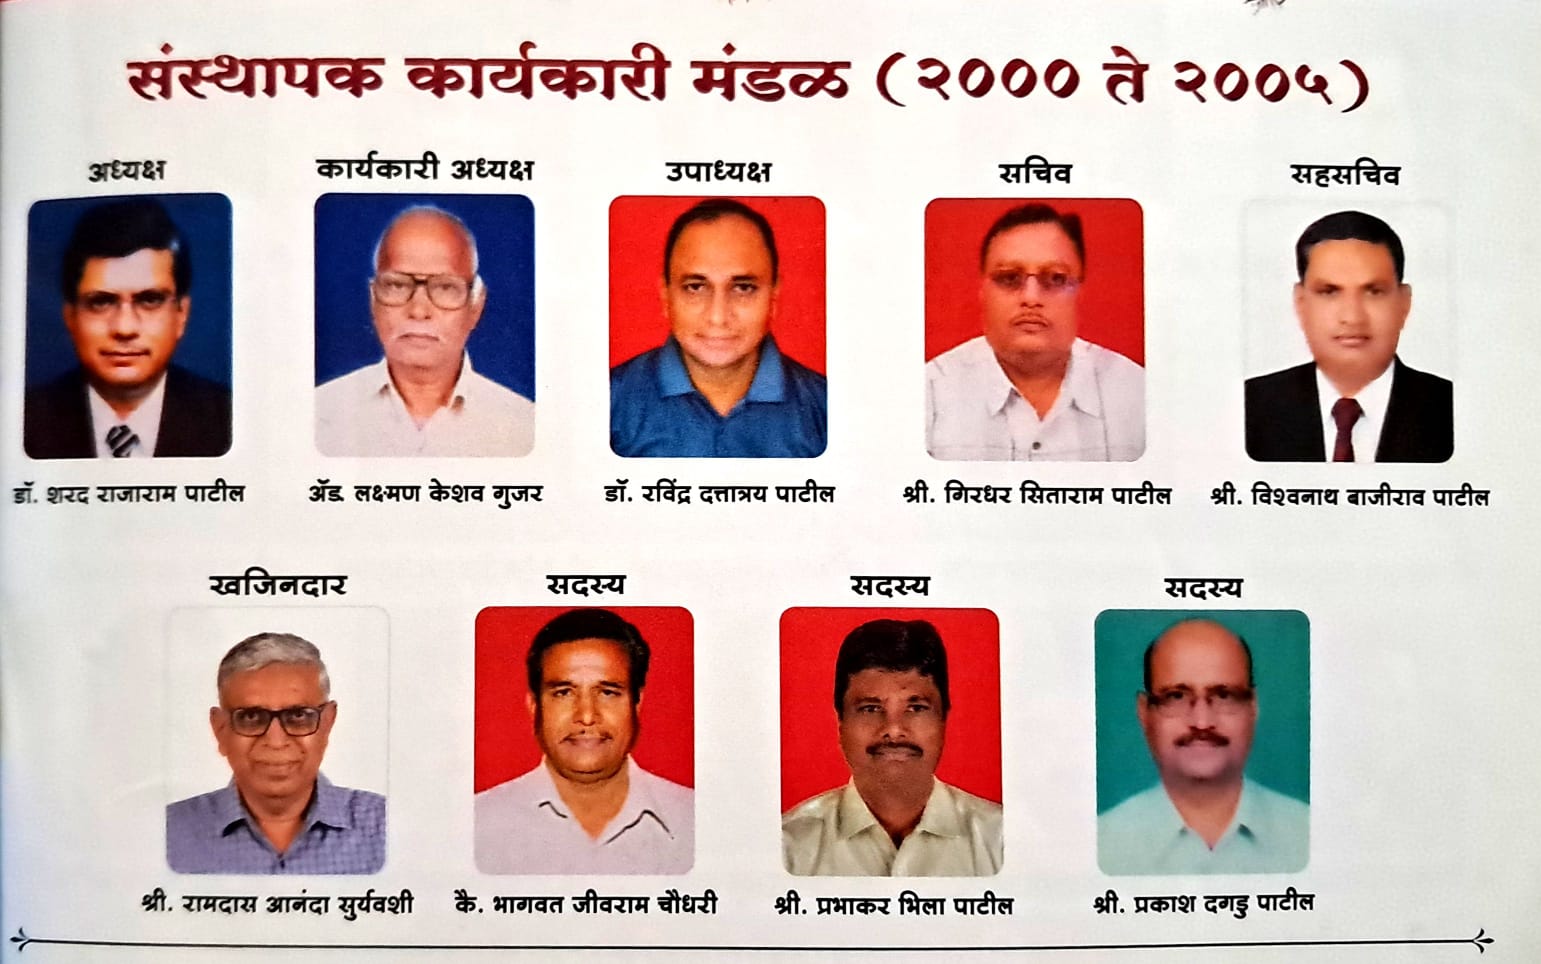 संस्थापक कार्यकारी मंडळ (२००० ते २००५)
अध्यक्ष
कार्यकारी अध्यक्ष
उपाध्यक्ष
सचिव
सहसचिव
डॉ. शरद राजाराम पाटील
ॲड. लक्ष्मण केशव गुजर
डॉ. रविंद्र दत्तात्रय पाटील
श्री. गिरधर सिताराम पाटील
श्री. विश्वनाथ बाजीराव पाटील
खजिनदार
सदस्य
सदस्य
सदस्य
श्री. रामदास आनंदा सुर्यवशी
कै. भागवत जीवराम चौधरी
श्री. प्रभाकर भिला पाटील
श्री. प्रकाश दगडु पाटील